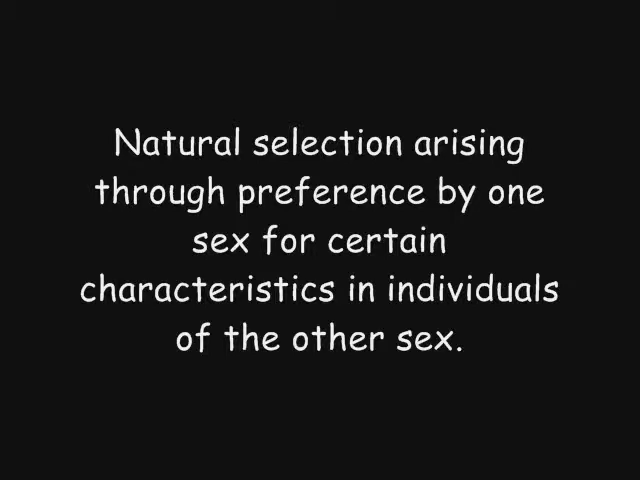 Natural selection arising
through preference by one
sex for certain
characteristics in individuals
of the other sex.